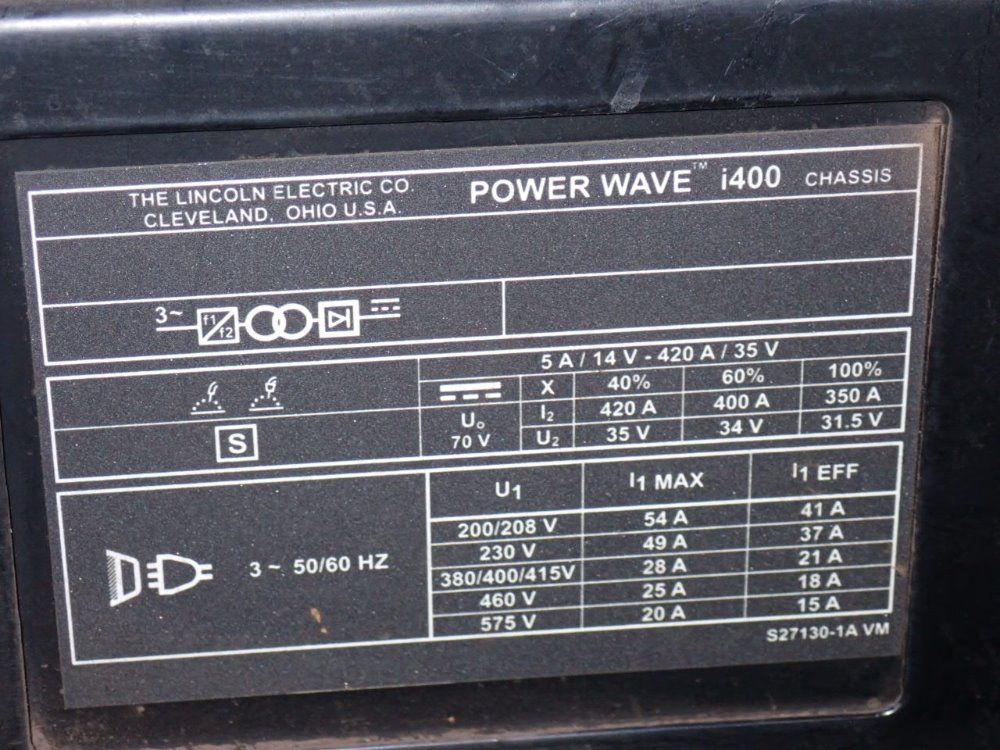 THE LINCOLN ELECTRIC CO. POWER WAVE™ i400 CHASSIS
CLEVELAND, OHIO U.S.A.
3~ f1 f2
5 A / 14 V - 420 A / 35 V
X 40% 60% 100%
I2 420 A 400 A 350 A
Uo 70 V U2 35 V 34 V 31.5 V
S
U1 I1 MAX I1 EFF
200/208 V 54 A 41 A
230 V 49 A 37 A
3 ~ 50/60 HZ 380/400/415V 28 A 21 A
460 V 25 A 18 A
575 V 20 A 15 A
S27130-1A VM